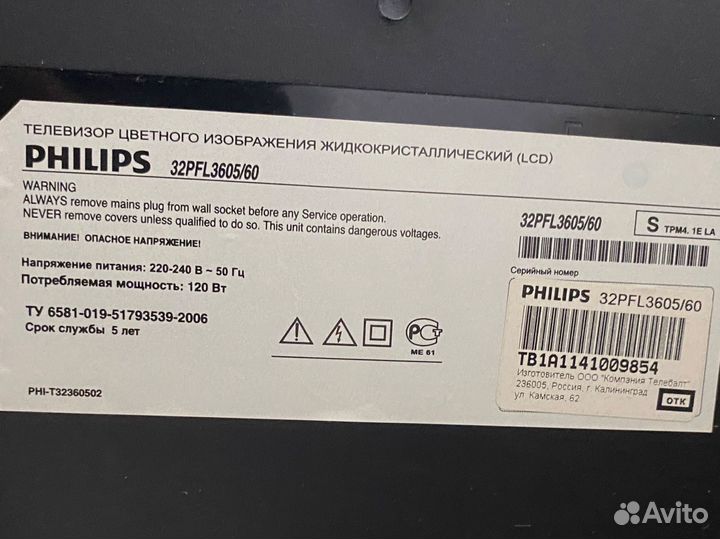 ТЕЛЕВИЗОР ЦВЕТНОГО ИЗОБРАЖЕНИЯ ЖИДКОКРИСТАЛЛИЧЕСКИЙ (LCD)
PHILIPS 32PFL3605/60
WARNING
ALWAYS remove mains plug from wall socket before any Service operation.
NEVER remove covers unless qualified to do so. This unit contains dangerous voltages.
ВНИМАНИЕ! ОПАСНОЕ НАПРЯЖЕНИЕ!
Напряжение питания: 220-240 В ~ 50 Гц
Потребляемая мощность: 120 Вт
ТУ 6581-019-51793539-2006
Срок службы 5 лет
PHI-T32360502
РСТ
МЕ 61
32PFL3605/60
S TPM4. 1E LA
Серийный номер
PHILIPS 32PFL3605/60
TB1A1141009854
Изготовитель ООО "Компания Телебалт"
236005, Россия, г. Калининград
ул. Камская, 62
ОТК
Avito